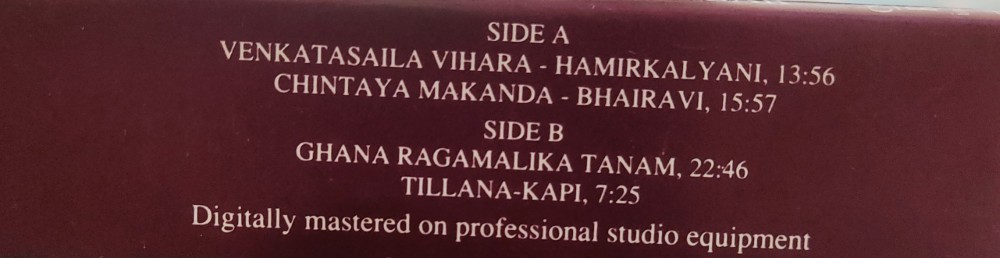 SIDE A
VENKATASAILA VIHARA - HAMIRKALYANI, 13:56
CHINTAYA MAKANDA - BHAIRAVI, 15:57
SIDE B
GHANA RAGAMALIKA TANAM, 22:46
TILLANA-KAPI, 7:25
Digitally mastered on professional studio equipment